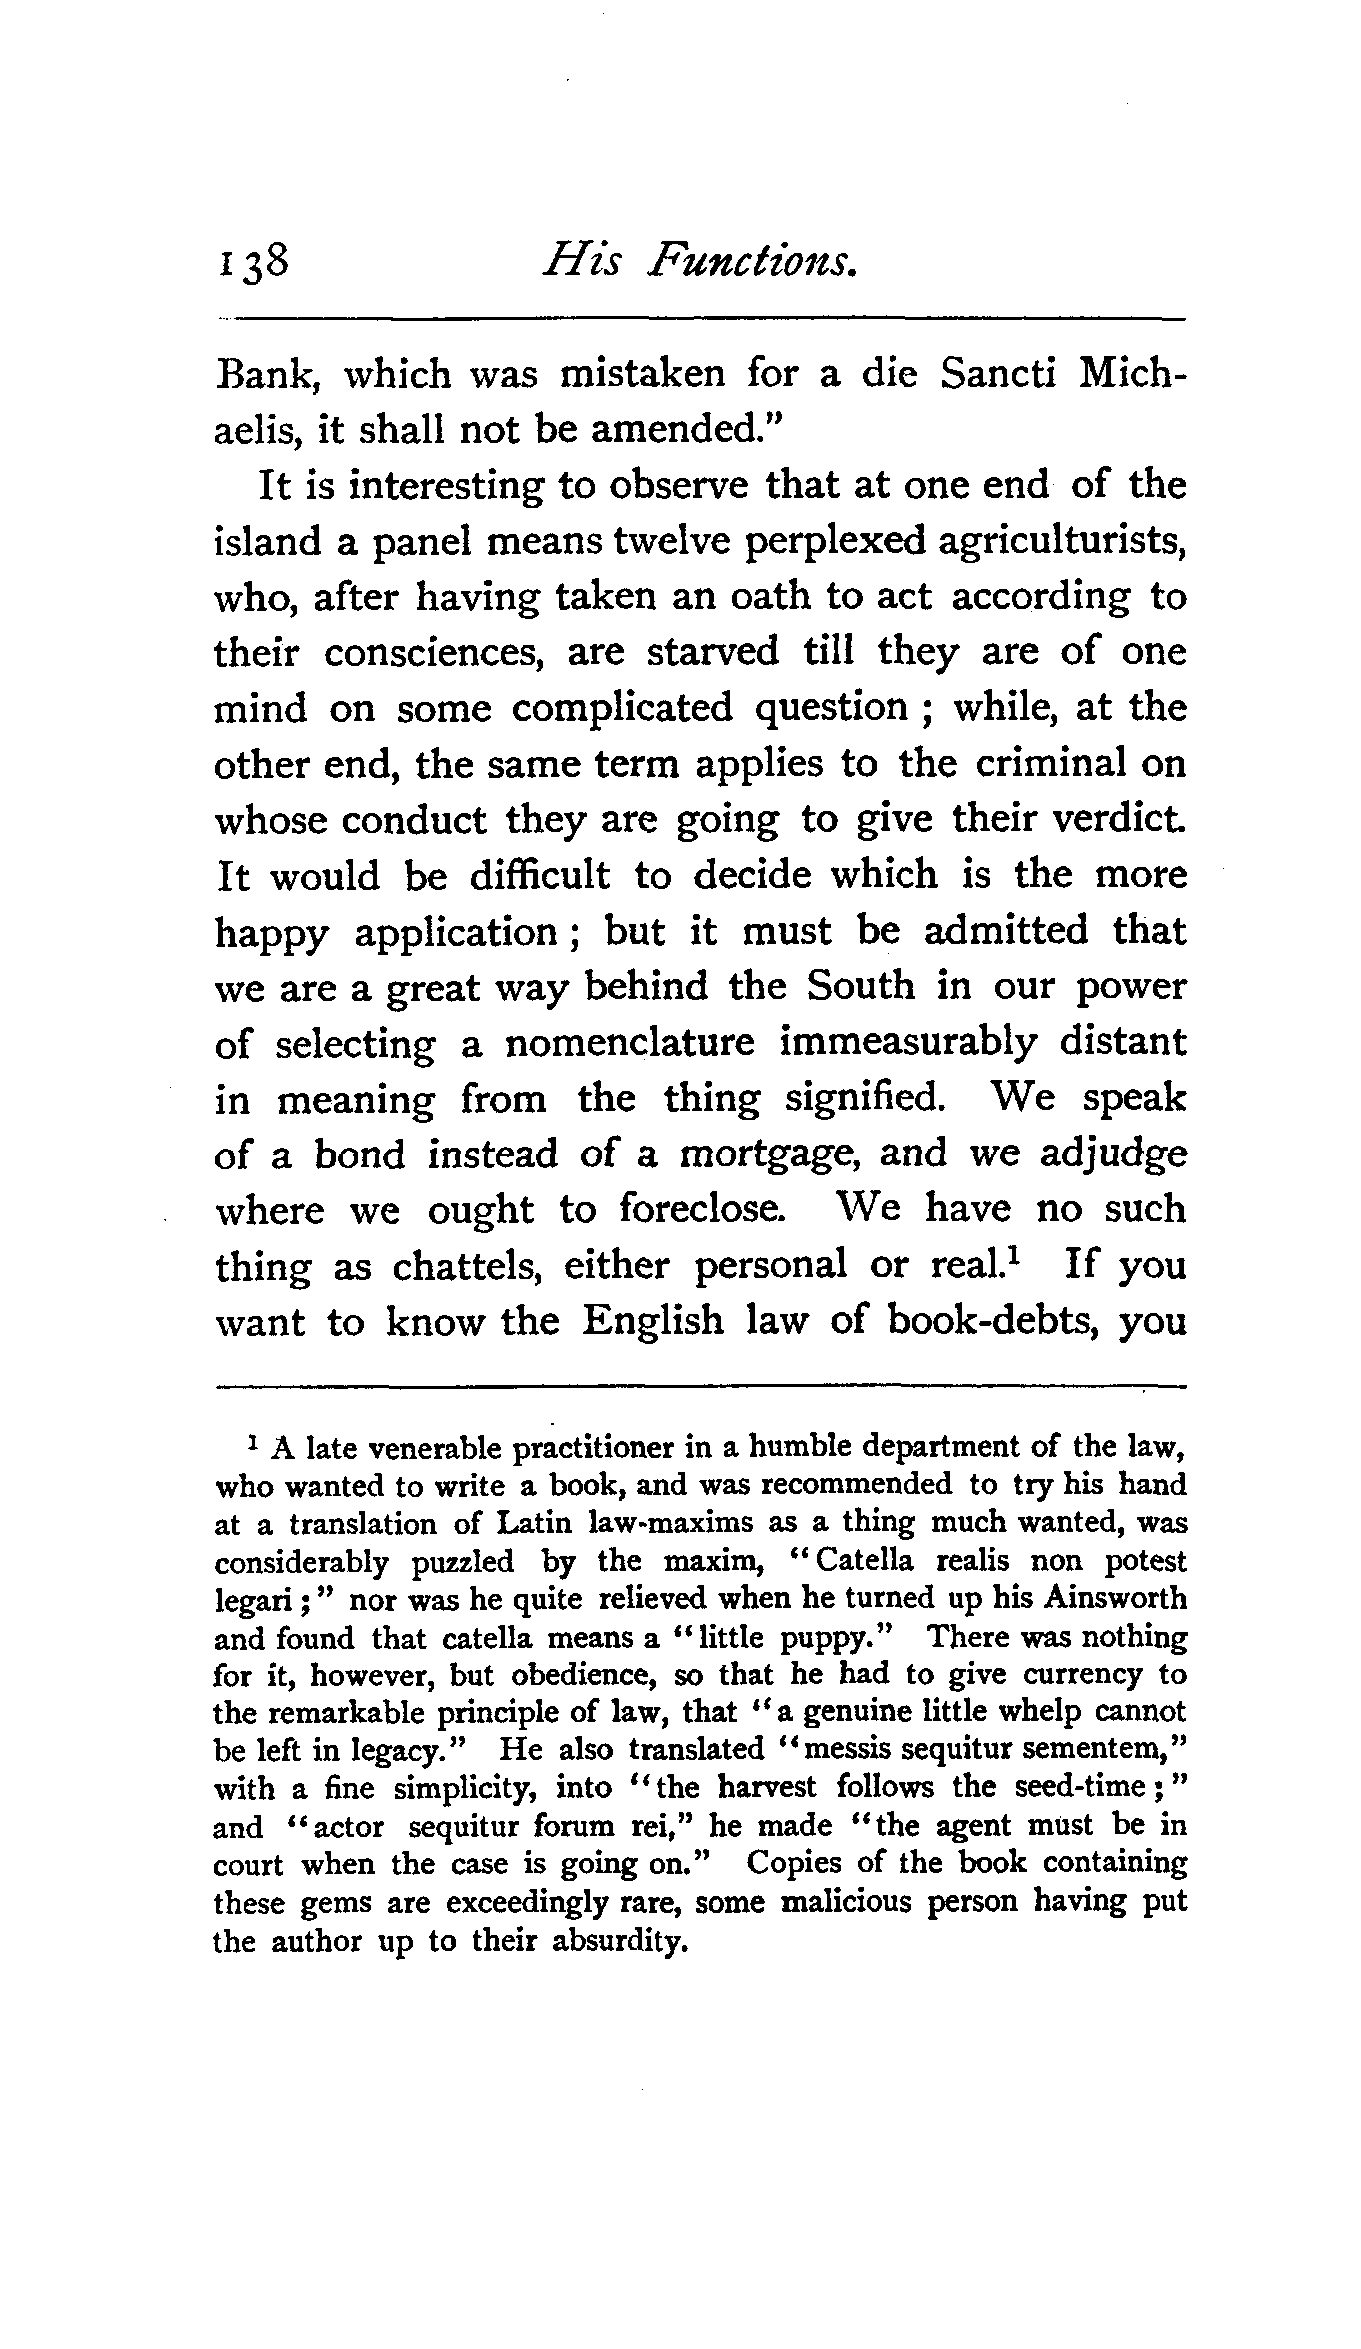 138 His Functions.
Bank, which was mistaken for a die Sancti Mich-
aelis, it shall not be amended."
It is interesting to observe that at one end of the
island a panel means twelve perplexed agriculturists,
who, after having taken an oath to act according to
their consciences, are starved till they are of one
mind on some complicated question ; while, at the
other end, the same term applies to the criminal on
whose conduct they are going to give their verdict.
It would be difficult to decide which is the more
happy application ; but it must be admitted that
we are a great way behind the South in our power
of selecting a nomenclature immeasurably distant
in meaning from the thing signified. We speak
of a bond instead of a mortgage, and we adjudge
where we ought to foreclose. We have no such
thing as chattels, either personal or real.¹ If you
want to know the English law of book-debts, you
¹ A late venerable practitioner in a humble department of the law,
who wanted to write a book, and was recommended to try his hand
at a translation of Latin law-maxims as a thing much wanted, was
considerably puzzled by the maxim, "Catella realis non potest
legari ;" nor was he quite relieved when he turned up his Ainsworth
and found that catella means a "little puppy." There was nothing
for it, however, but obedience, so that he had to give currency to
the remarkable principle of law, that "a genuine little whelp cannot
be left in legacy." He also translated "messis sequitur sementem,"
with a fine simplicity, into "the harvest follows the seed-time ;"
and "actor sequitur forum rei," he made "the agent must be in
court when the case is going on." Copies of the book containing
these gems are exceedingly rare, some malicious person having put
the author up to their absurdity.